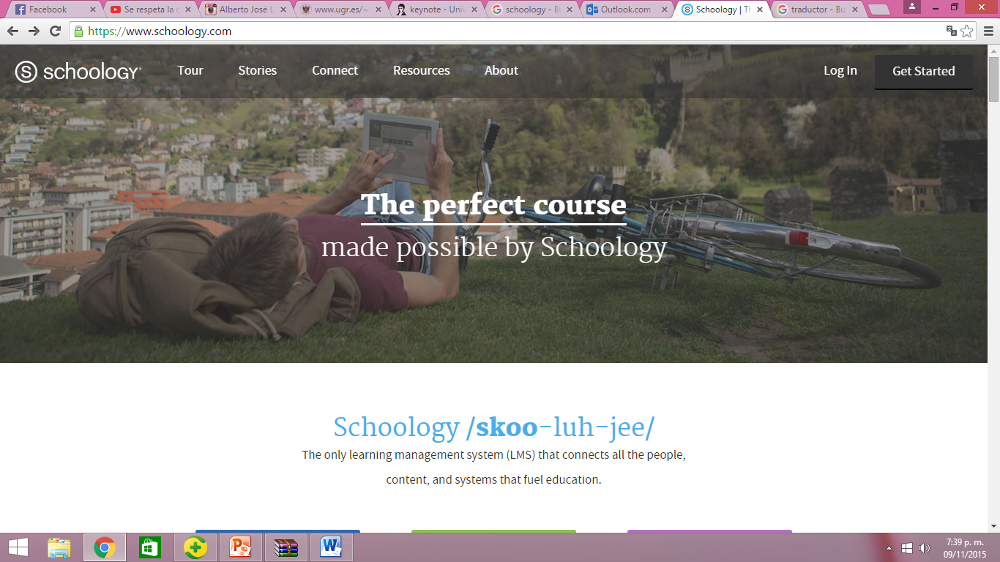 Facebook
Se respeta la c
Alberto José L
www.ugr.es/~
keynote - Univ
schoology - Bu
Outlook.com -
Schoology | Th
traductor - Bu
https://www.schoology.com
schoology
Tour
Stories
Connect
Resources
About
Log In
Get Started
The perfect course
made possible by Schoology
Schoology /skoo-luh-jee/
The only learning management system (LMS) that connects all the people,
content, and systems that fuel education.
7:39 p. m.
09/11/2015